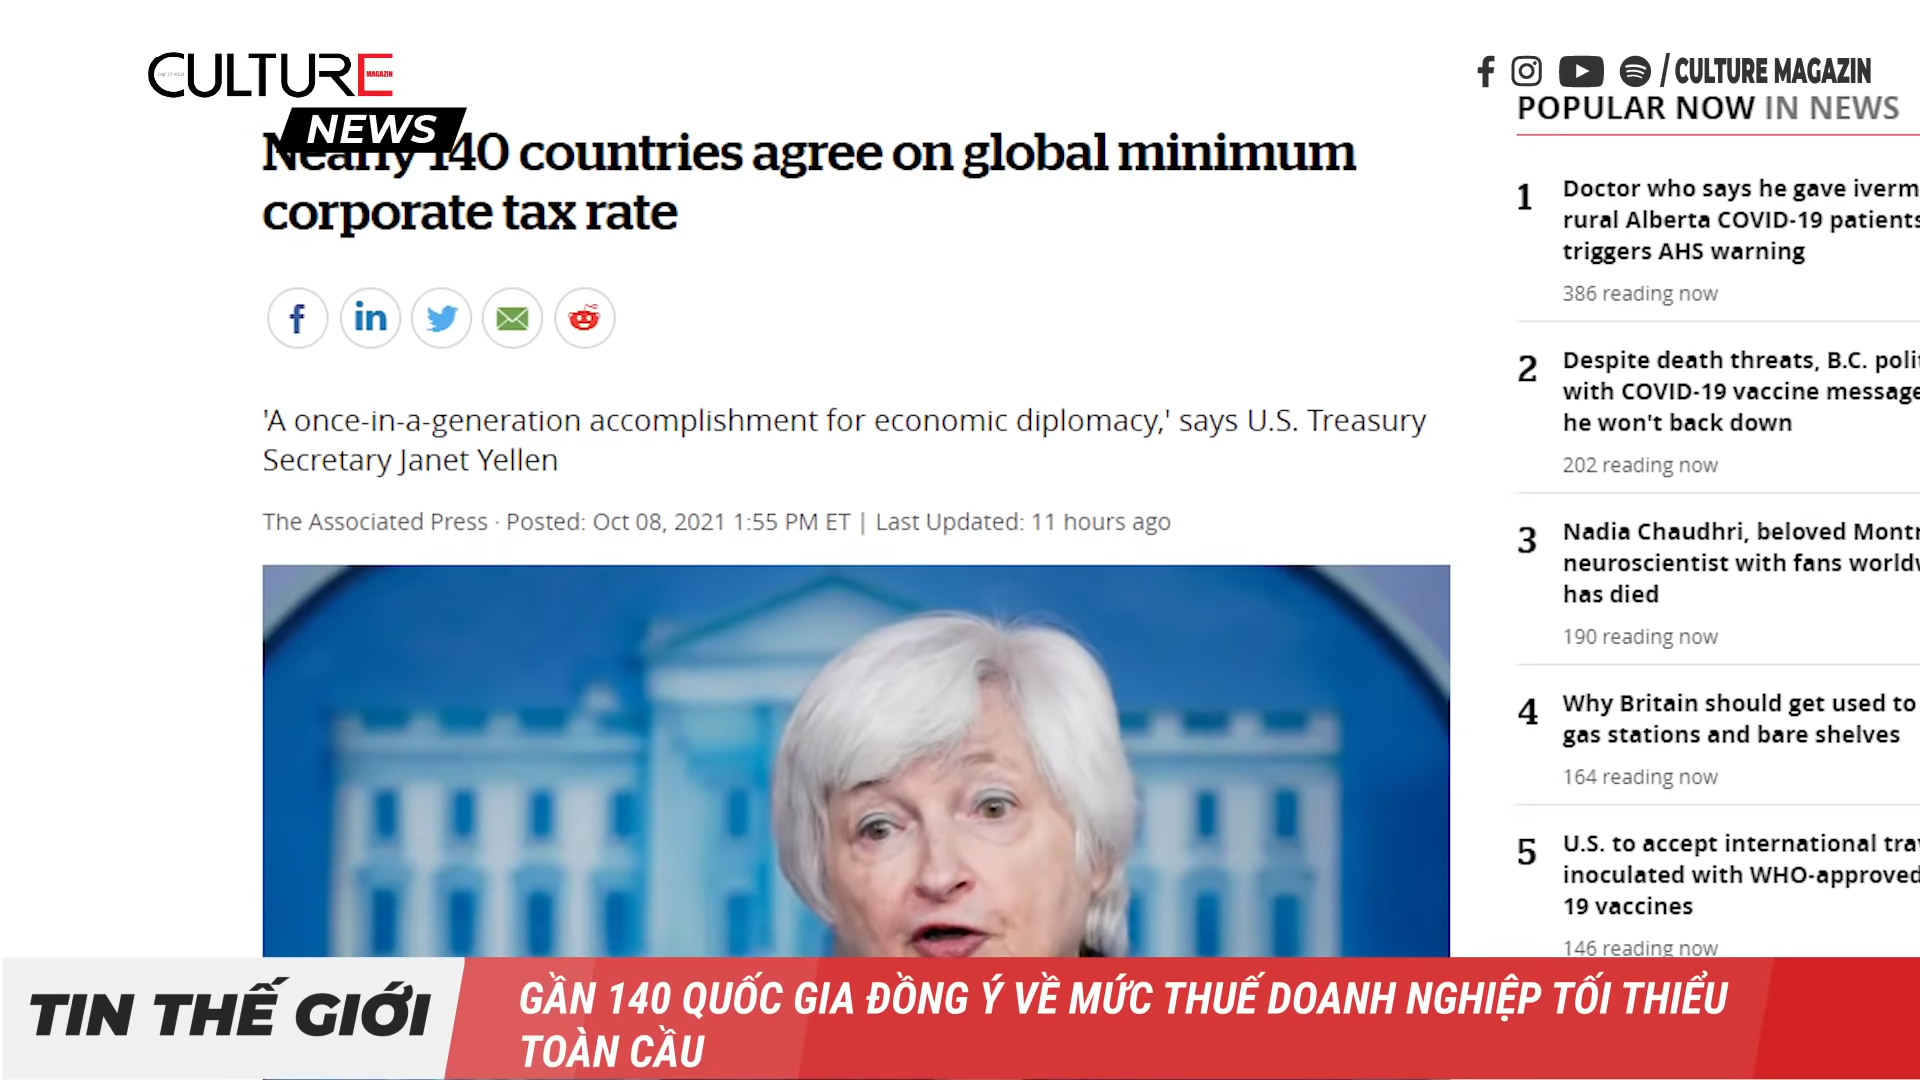 CULTURE
MAGAZIN
NEWS
/ CULTURE MAGAZIN
Nearly 140 countries agree on global minimum
corporate tax rate
'A once-in-a-generation accomplishment for economic diplomacy,' says U.S. Treasury
Secretary Janet Yellen
The Associated Press · Posted: Oct 08, 2021 1:55 PM ET | Last Updated: 11 hours ago
POPULAR NOW IN NEWS
1
Doctor who says he gave iverm
rural Alberta COVID-19 patients
triggers AHS warning
386 reading now
2
Despite death threats, B.C. polit
with COVID-19 vaccine message
he won't back down
202 reading now
3
Nadia Chaudhri, beloved Montr
neuroscientist with fans worldw
has died
190 reading now
4
Why Britain should get used to
gas stations and bare shelves
164 reading now
5
U.S. to accept international trav
inoculated with WHO-approved
19 vaccines
146 reading now
TIN THẾ GIỚI
GẦN 140 QUỐC GIA ĐỒNG Ý VỀ MỨC THUẾ DOANH NGHIỆP TỐI THIỂU
TOÀN CẦU